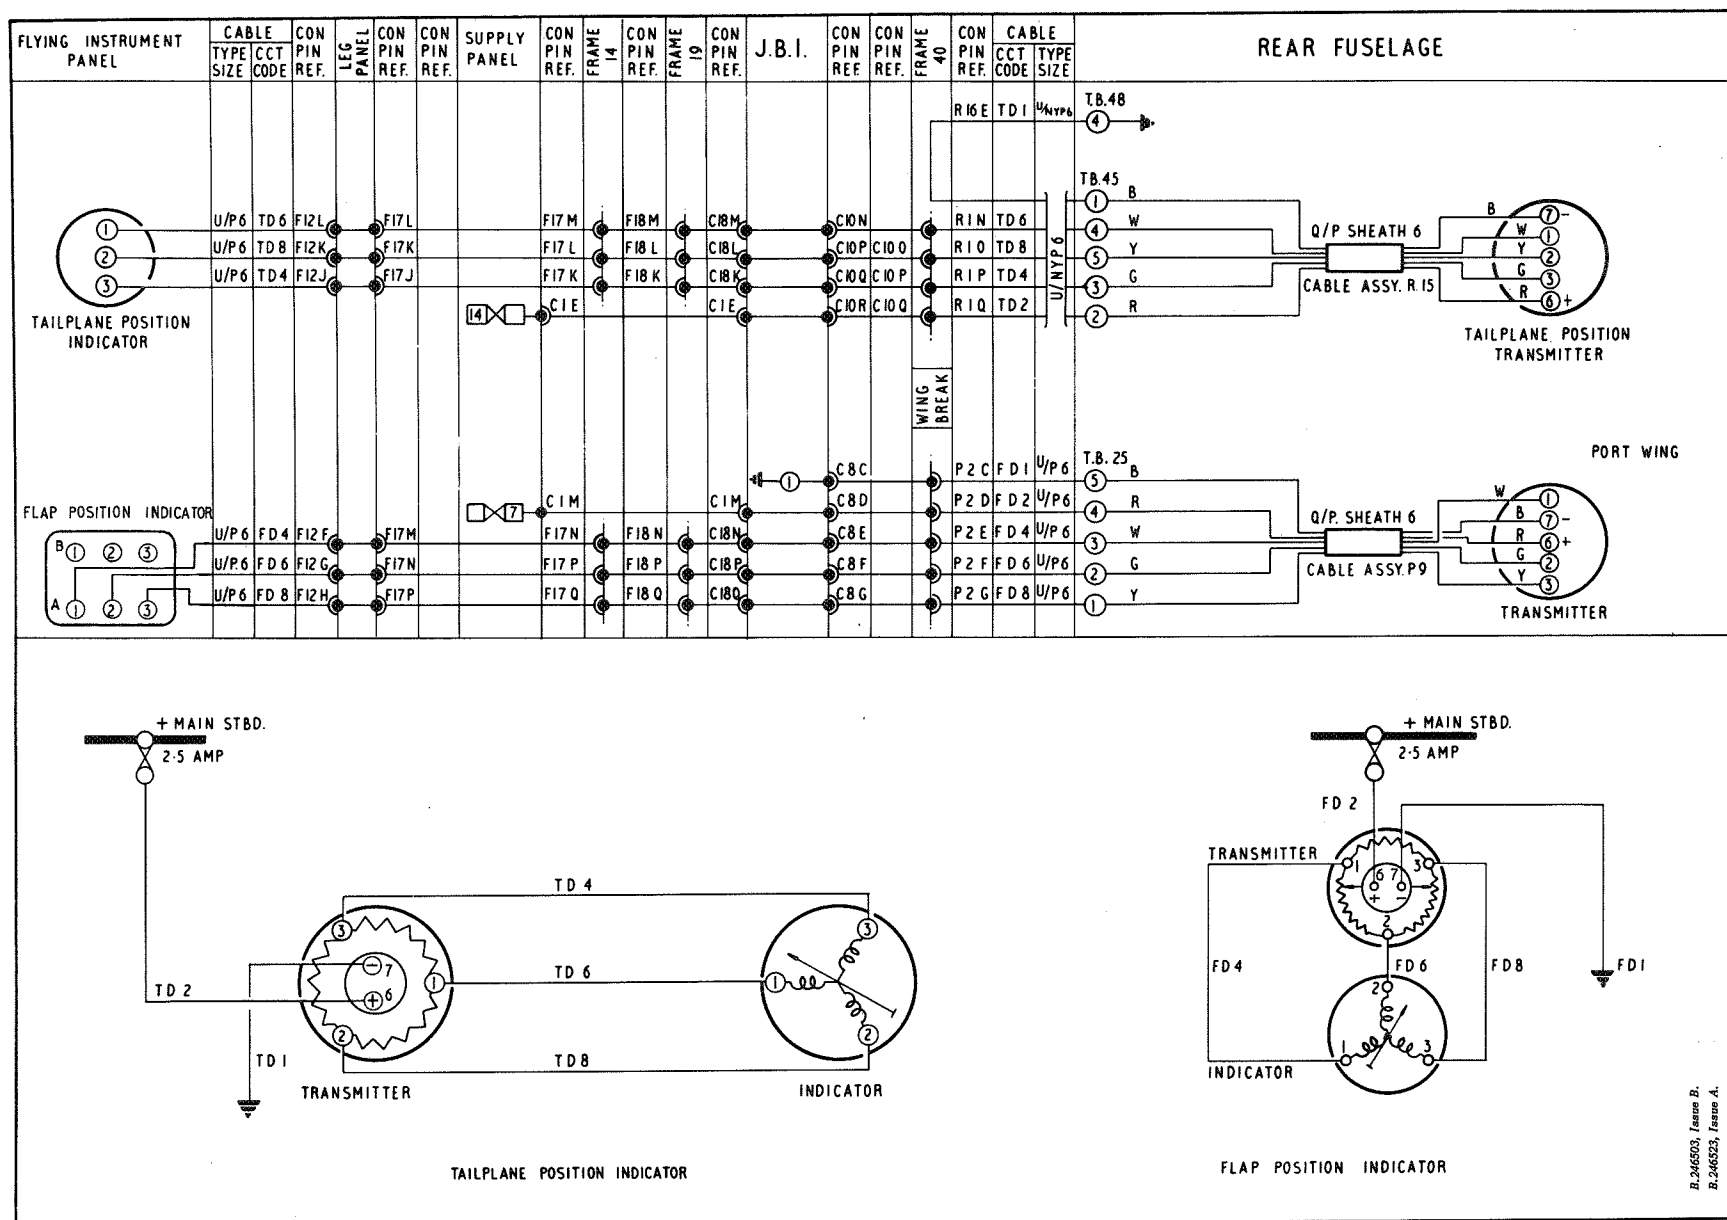 FLYING INSTRUMENT PANEL
CABLE
TYPE SIZE
CCT CODE
CON PIN REF.
LEG PANEL
CON PIN REF.
CON PIN REF.
SUPPLY PANEL
CON PIN REF.
FRAME 14
CON PIN REF.
FRAME 19
CON PIN REF.
J.B.I.
CON PIN REF.
CON PIN REF.
FRAME 40
CON PIN REF.
CABLE
CCT CODE
TYPE SIZE
REAR FUSELAGE
R16E TD1 U/NYP6 T.B.48
4
TB.45
1 B
1 U/P6 TD6 F12L F17L F17M F18M C18M C10N R1N TD6 4 W
2 U/P6 TD8 F12K F17K F17L F18L C18L C10P C10O R1O TD8 5 Y
3 U/P6 TD4 F12J F17J F17K F18K C18K C10Q C10P R1P TD4 3 G
14 C1E C1E C10R C10Q R1Q TD2 2 R
U/NYP6
Q/P SHEATH 6
CABLE ASSY. R.15
B 7 -
W 1
Y 2
G 3
R 6 +
TAILPLANE POSITION INDICATOR
TAILPLANE POSITION TRANSMITTER
WING BREAK
PORT WING
T.B.25
1 C8C P2C FD1 U/P6 5 B
7 C1M C1M C8D P2D FD2 U/P6 4 R
FLAP POSITION INDICATOR
U/P6 FD4 F12F F17M F17N F18N C18N C8E P2E FD4 U/P6 3 W
B 1 2 3
U/P6 FD6 F12G F17N F17P F18P C18P C8F P2F FD6 U/P6 2 G
A 1 2 3
U/P6 FD8 F12H F17P F17Q F18Q C18Q C8G P2G FD8 U/P6 1 Y
Q/P. SHEATH 6
CABLE ASSY. P9
W 1
B 7 -
R 6 +
G 2
Y 3
TRANSMITTER
+ MAIN STBD.
2·5 AMP
TD 4
3
3
7
-
TD 6
1
1
TD 2
+
6
2
2
TD 1
TD8
TRANSMITTER
INDICATOR
TAILPLANE POSITION INDICATOR
+ MAIN STBD.
2·5 AMP
FD 2
TRANSMITTER
1 6 7 3
+ -
2
FD4
FD6
FD8
FD1
2
1 3
INDICATOR
FLAP POSITION INDICATOR
B.246503, Issue B.
B.246523, Issue A.